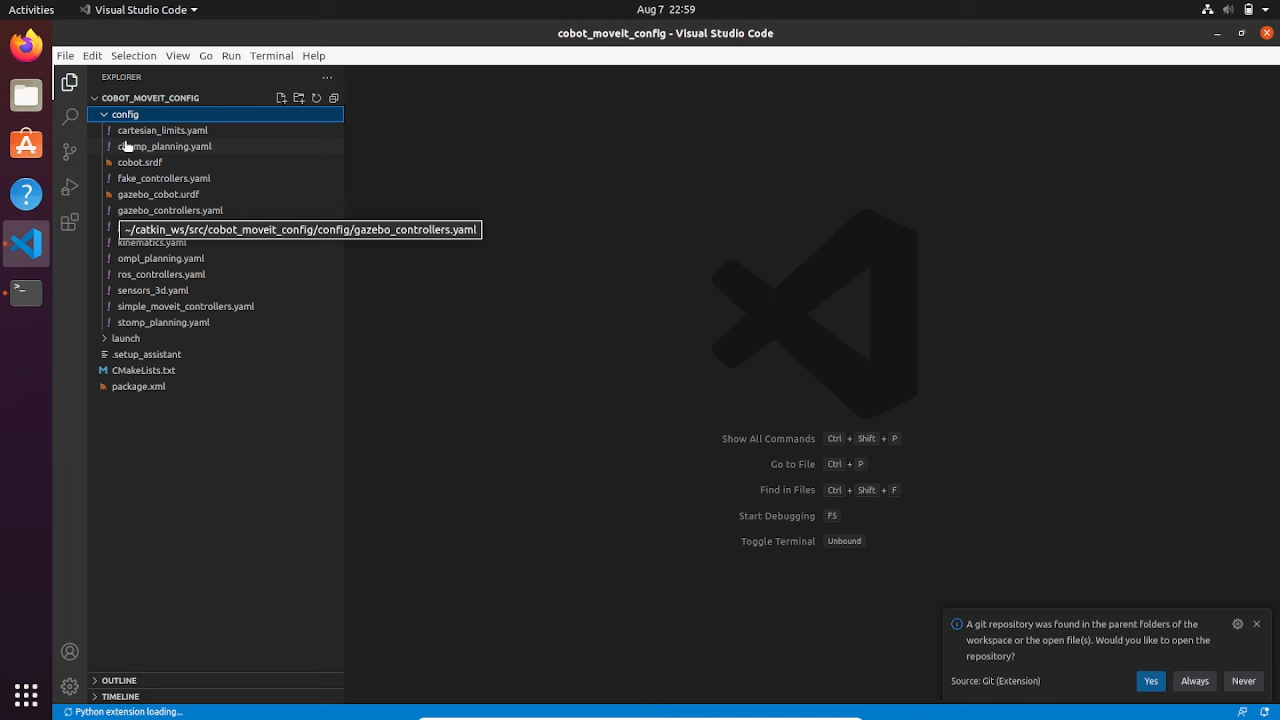 Activities
Visual Studio Code
Aug 7 22:59
cobot_moveit_config - Visual Studio Code
File Edit Selection View Go Run Terminal Help
EXPLORER
COBOT_MOVEIT_CONFIG
config
cartesian_limits.yaml
chomp_planning.yaml
cobot.srdf
fake_controllers.yaml
gazebo_cobot.urdf
gazebo_controllers.yaml
~/catkin_ws/src/cobot_moveit_config/config/gazebo_controllers.yaml
kinematics.yaml
ompl_planning.yaml
ros_controllers.yaml
sensors_3d.yaml
simple_moveit_controllers.yaml
stomp_planning.yaml
launch
.setup_assistant
CMakeLists.txt
package.xml
Show All Commands Ctrl + Shift + P
Go to File Ctrl + P
Find in Files Ctrl + Shift + F
Start Debugging F5
Toggle Terminal Unbound
A git repository was found in the parent folders of the
workspace or the open file(s). Would you like to open the
repository?
Source: Git (Extension)
Yes Always Never
OUTLINE
TIMELINE
Python extension loading...